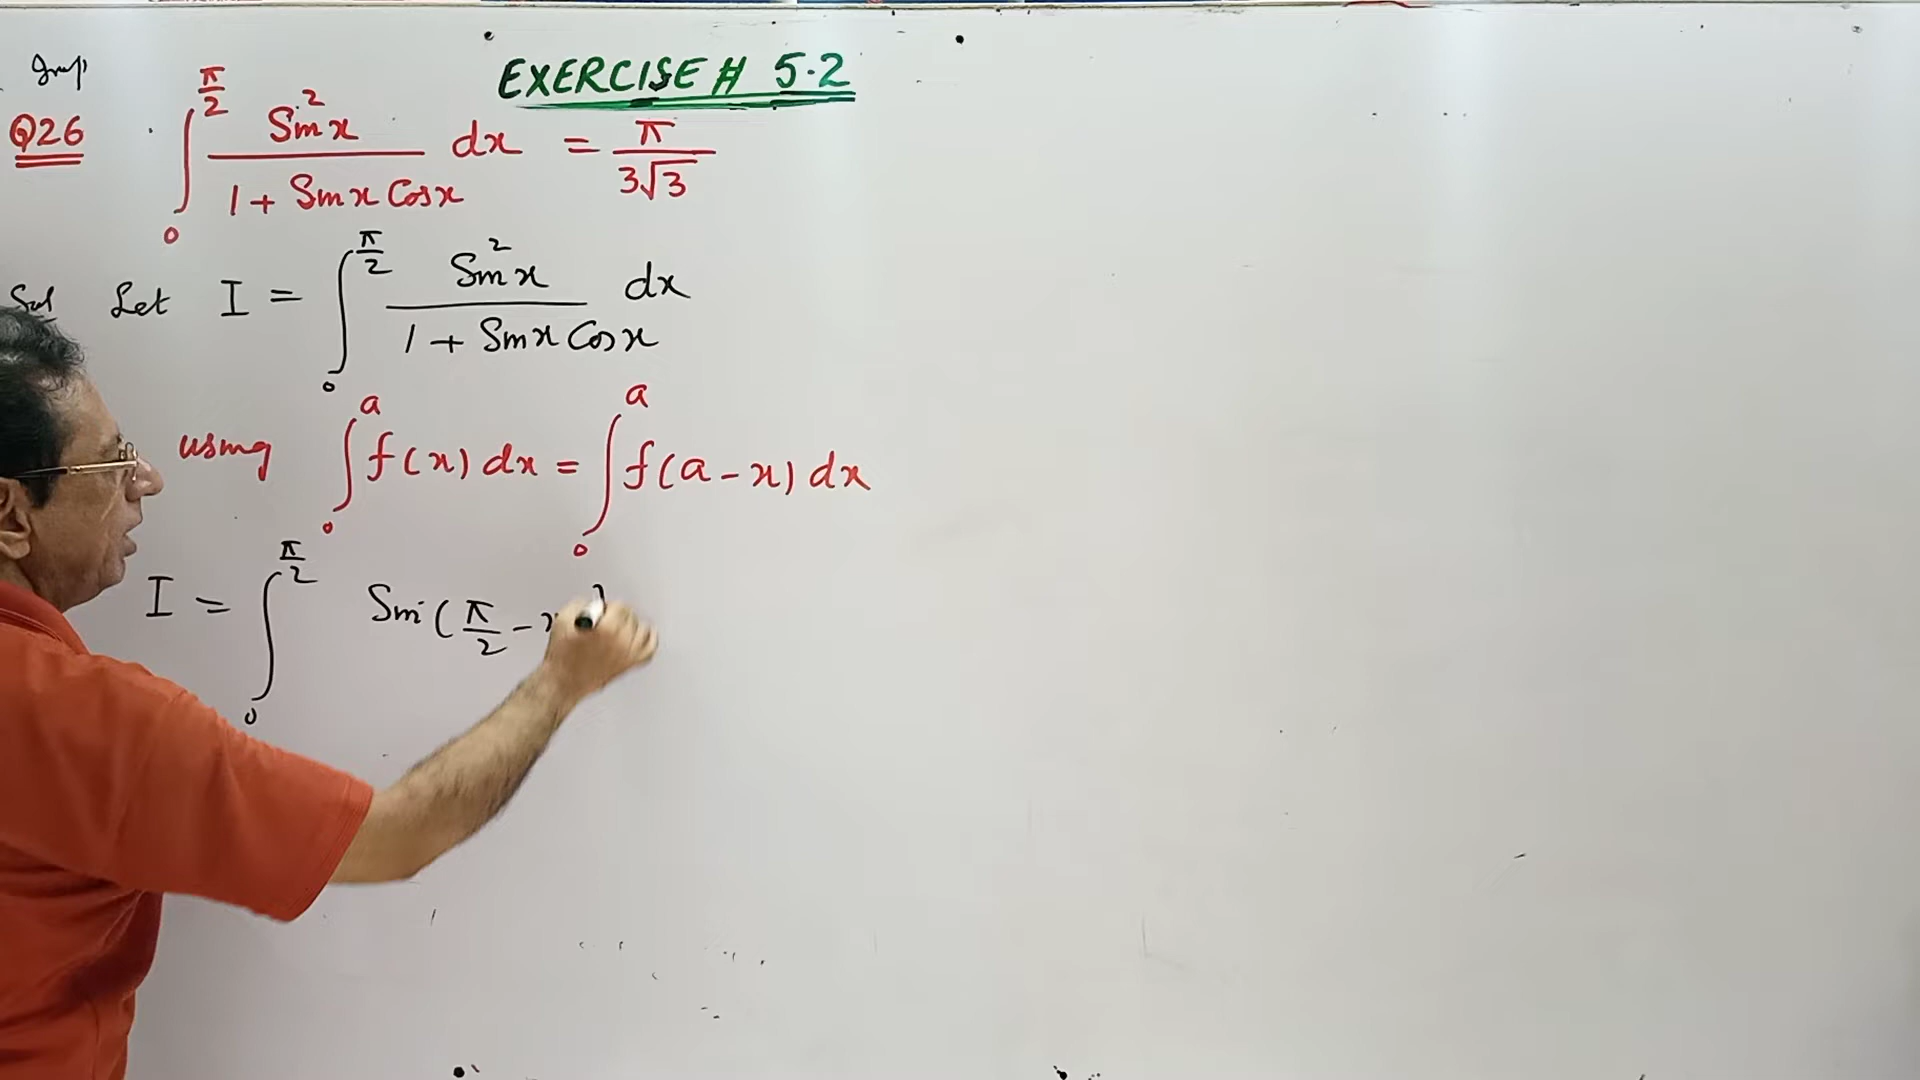 Imp
EXERCISE # 5.2
Q26 ∫₀^(π/2) Sin²x / (1 + Sinx Cosx) dx = π / (3√3)
Sol Let I = ∫₀^(π/2) Sin²x / (1 + Sinx Cosx) dx
using ∫₀^a f(x) dx = ∫₀^a f(a - x) dx
I = ∫₀^(π/2) Sin (π/2 - x )